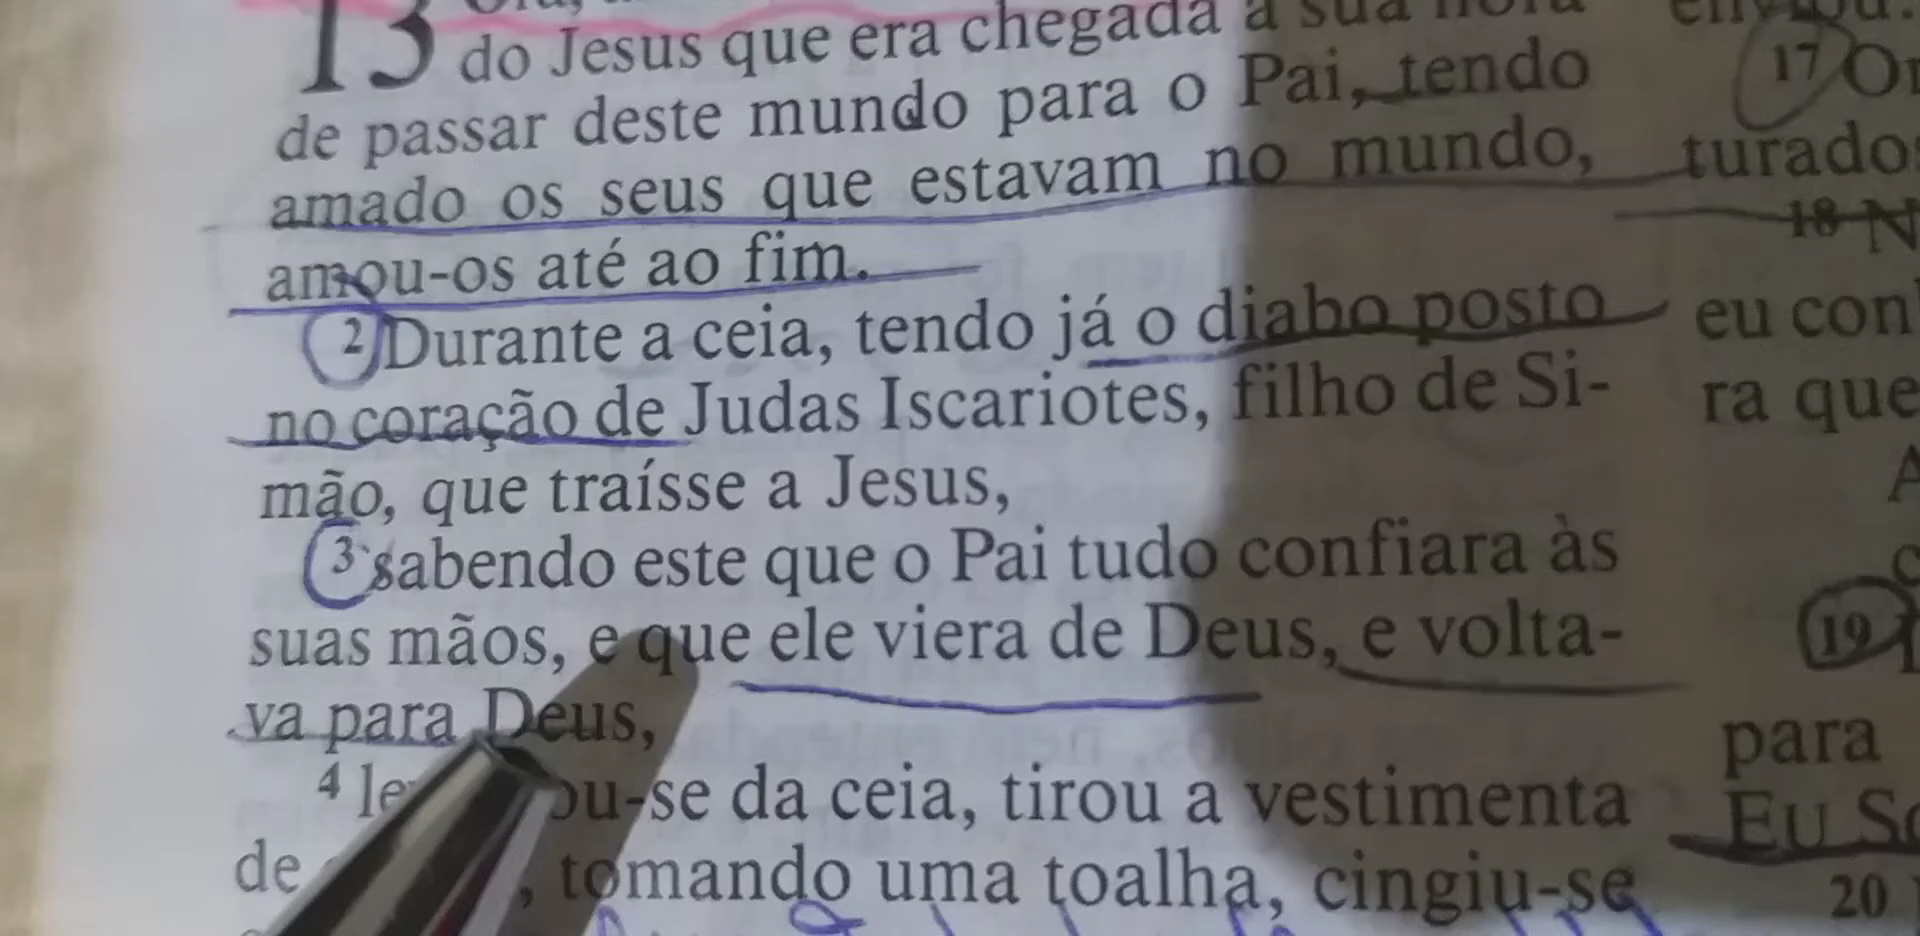 13
do Jesus que era chegada a sua hora
de passar deste mundo para o Pai, tendo
amado os seus que estavam no mundo,
amou-os até ao fim.
2 Durante a ceia, tendo já o diabo posto
no coração de Judas Iscariotes, filho de Si-
mão, que traísse a Jesus,
3 sabendo este que o Pai tudo confiara às
suas mãos, e que ele viera de Deus, e volta-
va para Deus,
4 ou-se da ceia, tirou a vestimenta
de , tomando uma toalha, cingiu-se
17
turado
18 N
eu con
ra que
A
19
para
EU SO
20